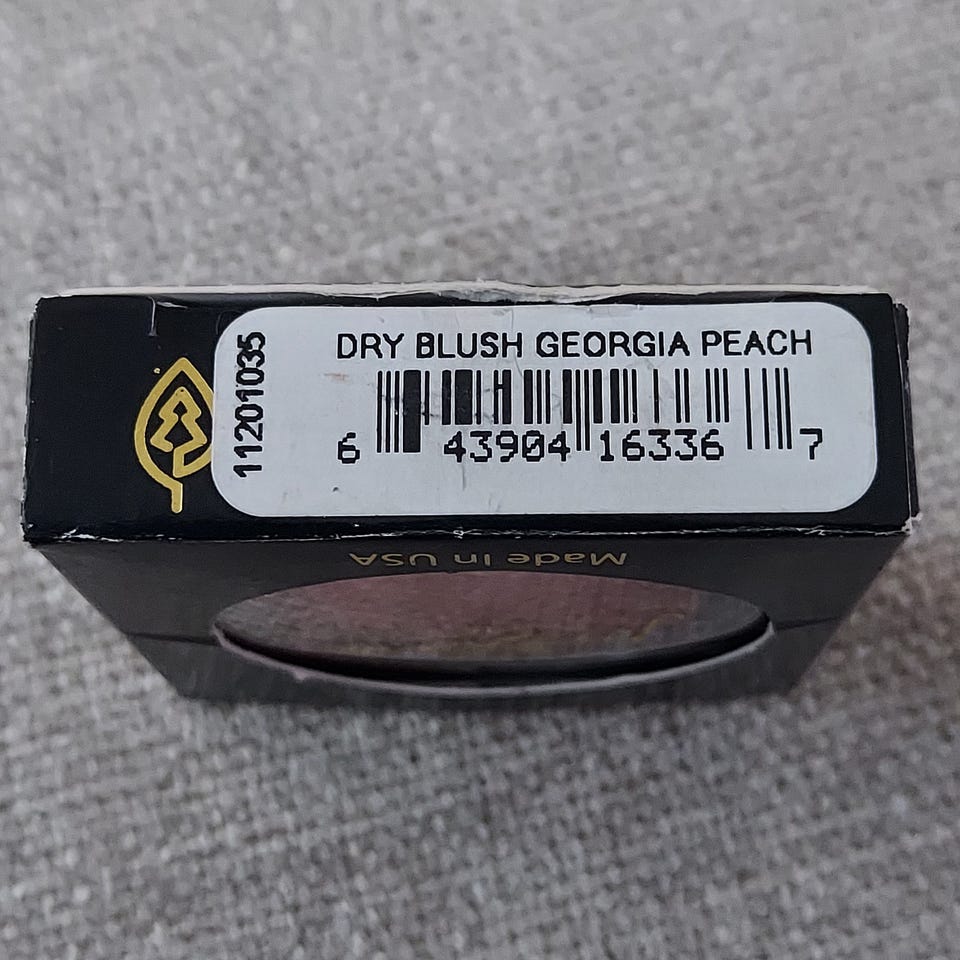 11201035
DRY BLUSH GEORGIA PEACH
6 43904 16336 7
Made In USA